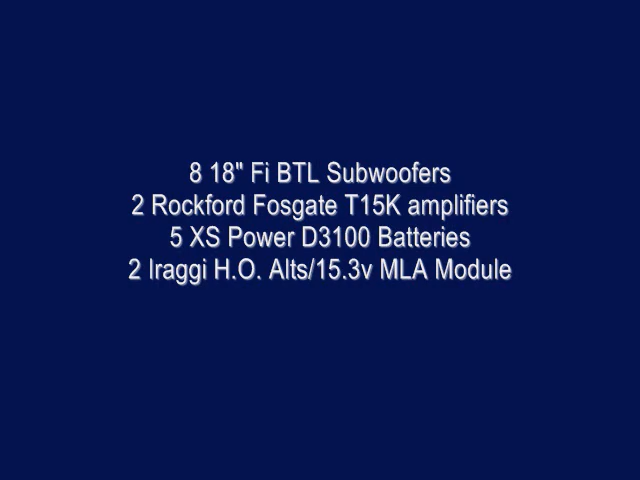 8 18" Fi BTL Subwoofers
2 Rockford Fosgate T15K amplifiers
5 XS Power D3100 Batteries
2 Iraggi H.O. Alts/15.3v MLA Module